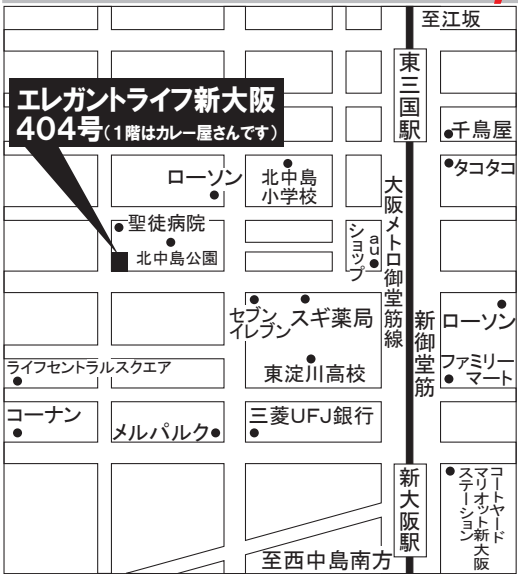 至江坂
東三国駅
エレガントライフ新大阪
404号(1階はカレー屋さんです)
千鳥屋
タコタコ
ローソン
北中島
小学校
大阪メトロ御堂筋線
聖徒病院
北中島公園
au
ショップ
セブン
イレブン
スギ薬局
新御堂筋
ローソン
ライフセントラルスクエア
東淀川高校
ファミリー
マート
コーナン
メルパルク
三菱UFJ銀行
新大阪駅
コートヤード
マリオット新大阪
ステーション
至西中島南方